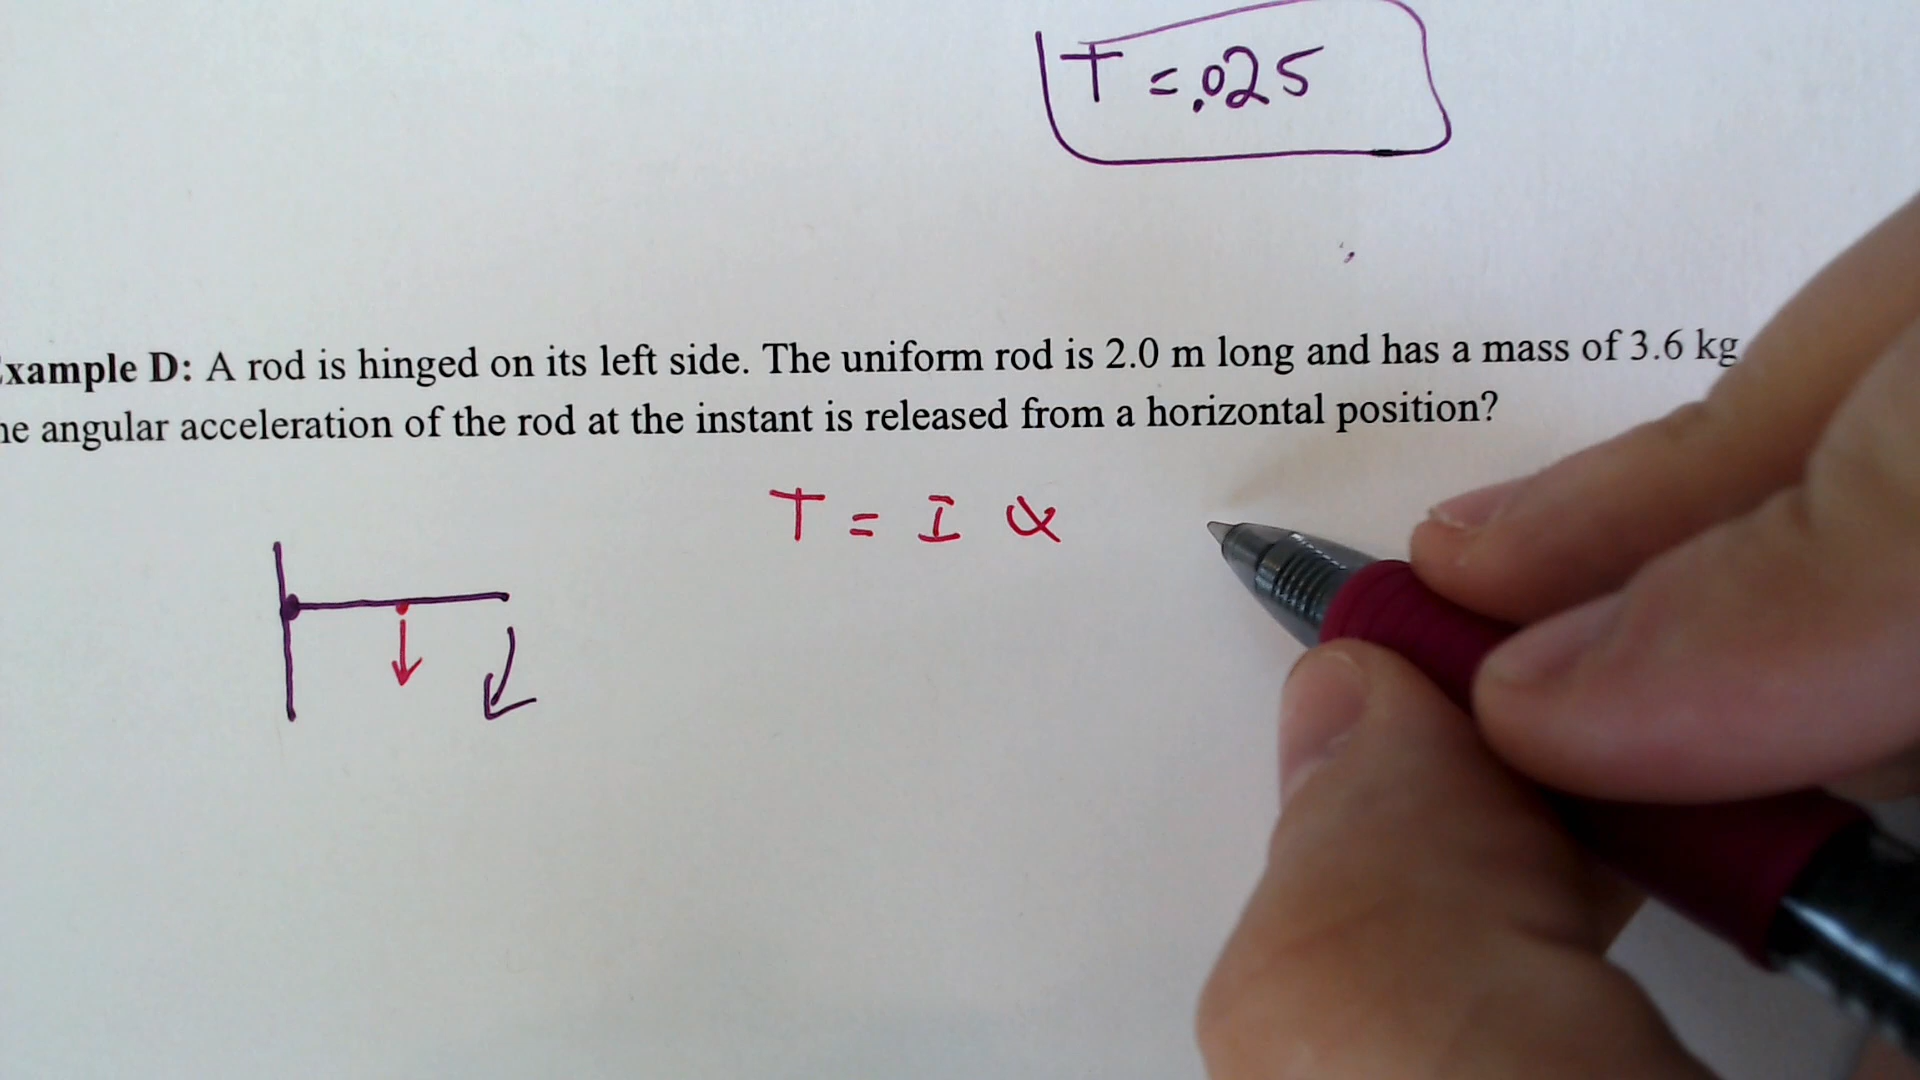 T = .025
xample D: A rod is hinged on its left side. The uniform rod is 2.0 m long and has a mass of 3.6 kg
he angular acceleration of the rod at the instant is released from a horizontal position?
T = I α